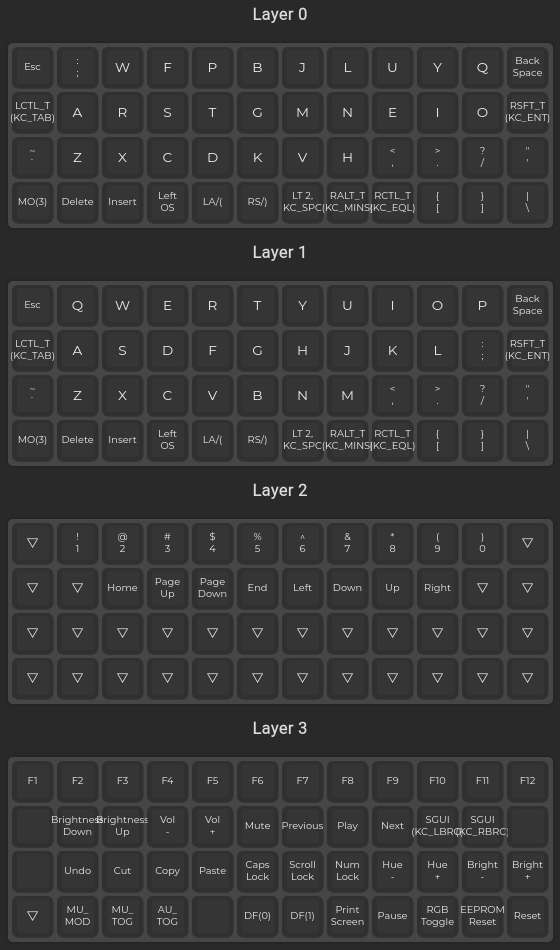 Layer 0
Esc : ; W F P B J L U Y Q Back Space
LCTL_T (KC_TAB) A R S T G M N E I O RSFT_T (KC_ENT)
~ ` Z X C D K V H < , > . ? / " '
MO(3) Delete Insert Left OS LA/( RS/) LT 2, KC_SPC( RALT_T KC_MINS RCTL_T KC_EQL) { [ } ] | \
Layer 1
Esc Q W E R T Y U I O P Back Space
LCTL_T (KC_TAB) A S D F G H J K L : ; RSFT_T (KC_ENT)
~ ` Z X C V B N M < , > . ? / " '
MO(3) Delete Insert Left OS LA/( RS/) LT 2, KC_SPC( RALT_T KC_MINS RCTL_T KC_EQL) { [ } ] | \
Layer 2
▽ ! 1 @ 2 # 3 $ 4 % 5 ^ 6 & 7 * 8 ( 9 ) 0 ▽
▽ ▽ Home Page Up Page Down End Left Down Up Right ▽ ▽
▽ ▽ ▽ ▽ ▽ ▽ ▽ ▽ ▽ ▽ ▽ ▽
▽ ▽ ▽ ▽ ▽ ▽ ▽ ▽ ▽ ▽ ▽ ▽
Layer 3
F1 F2 F3 F4 F5 F6 F7 F8 F9 F10 F11 F12
Brightness Down Brightness Up Vol - Vol + Mute Previous Play Next SGUI (KC_LBRC) SGUI (KC_RBRC)
Undo Cut Copy Paste Caps Lock Scroll Lock Num Lock Hue - Hue + Bright - Bright +
▽ MU_ MOD MU_ TOG AU_ TOG DF(0) DF(1) Print Screen Pause RGB Toggle EEPROM Reset Reset